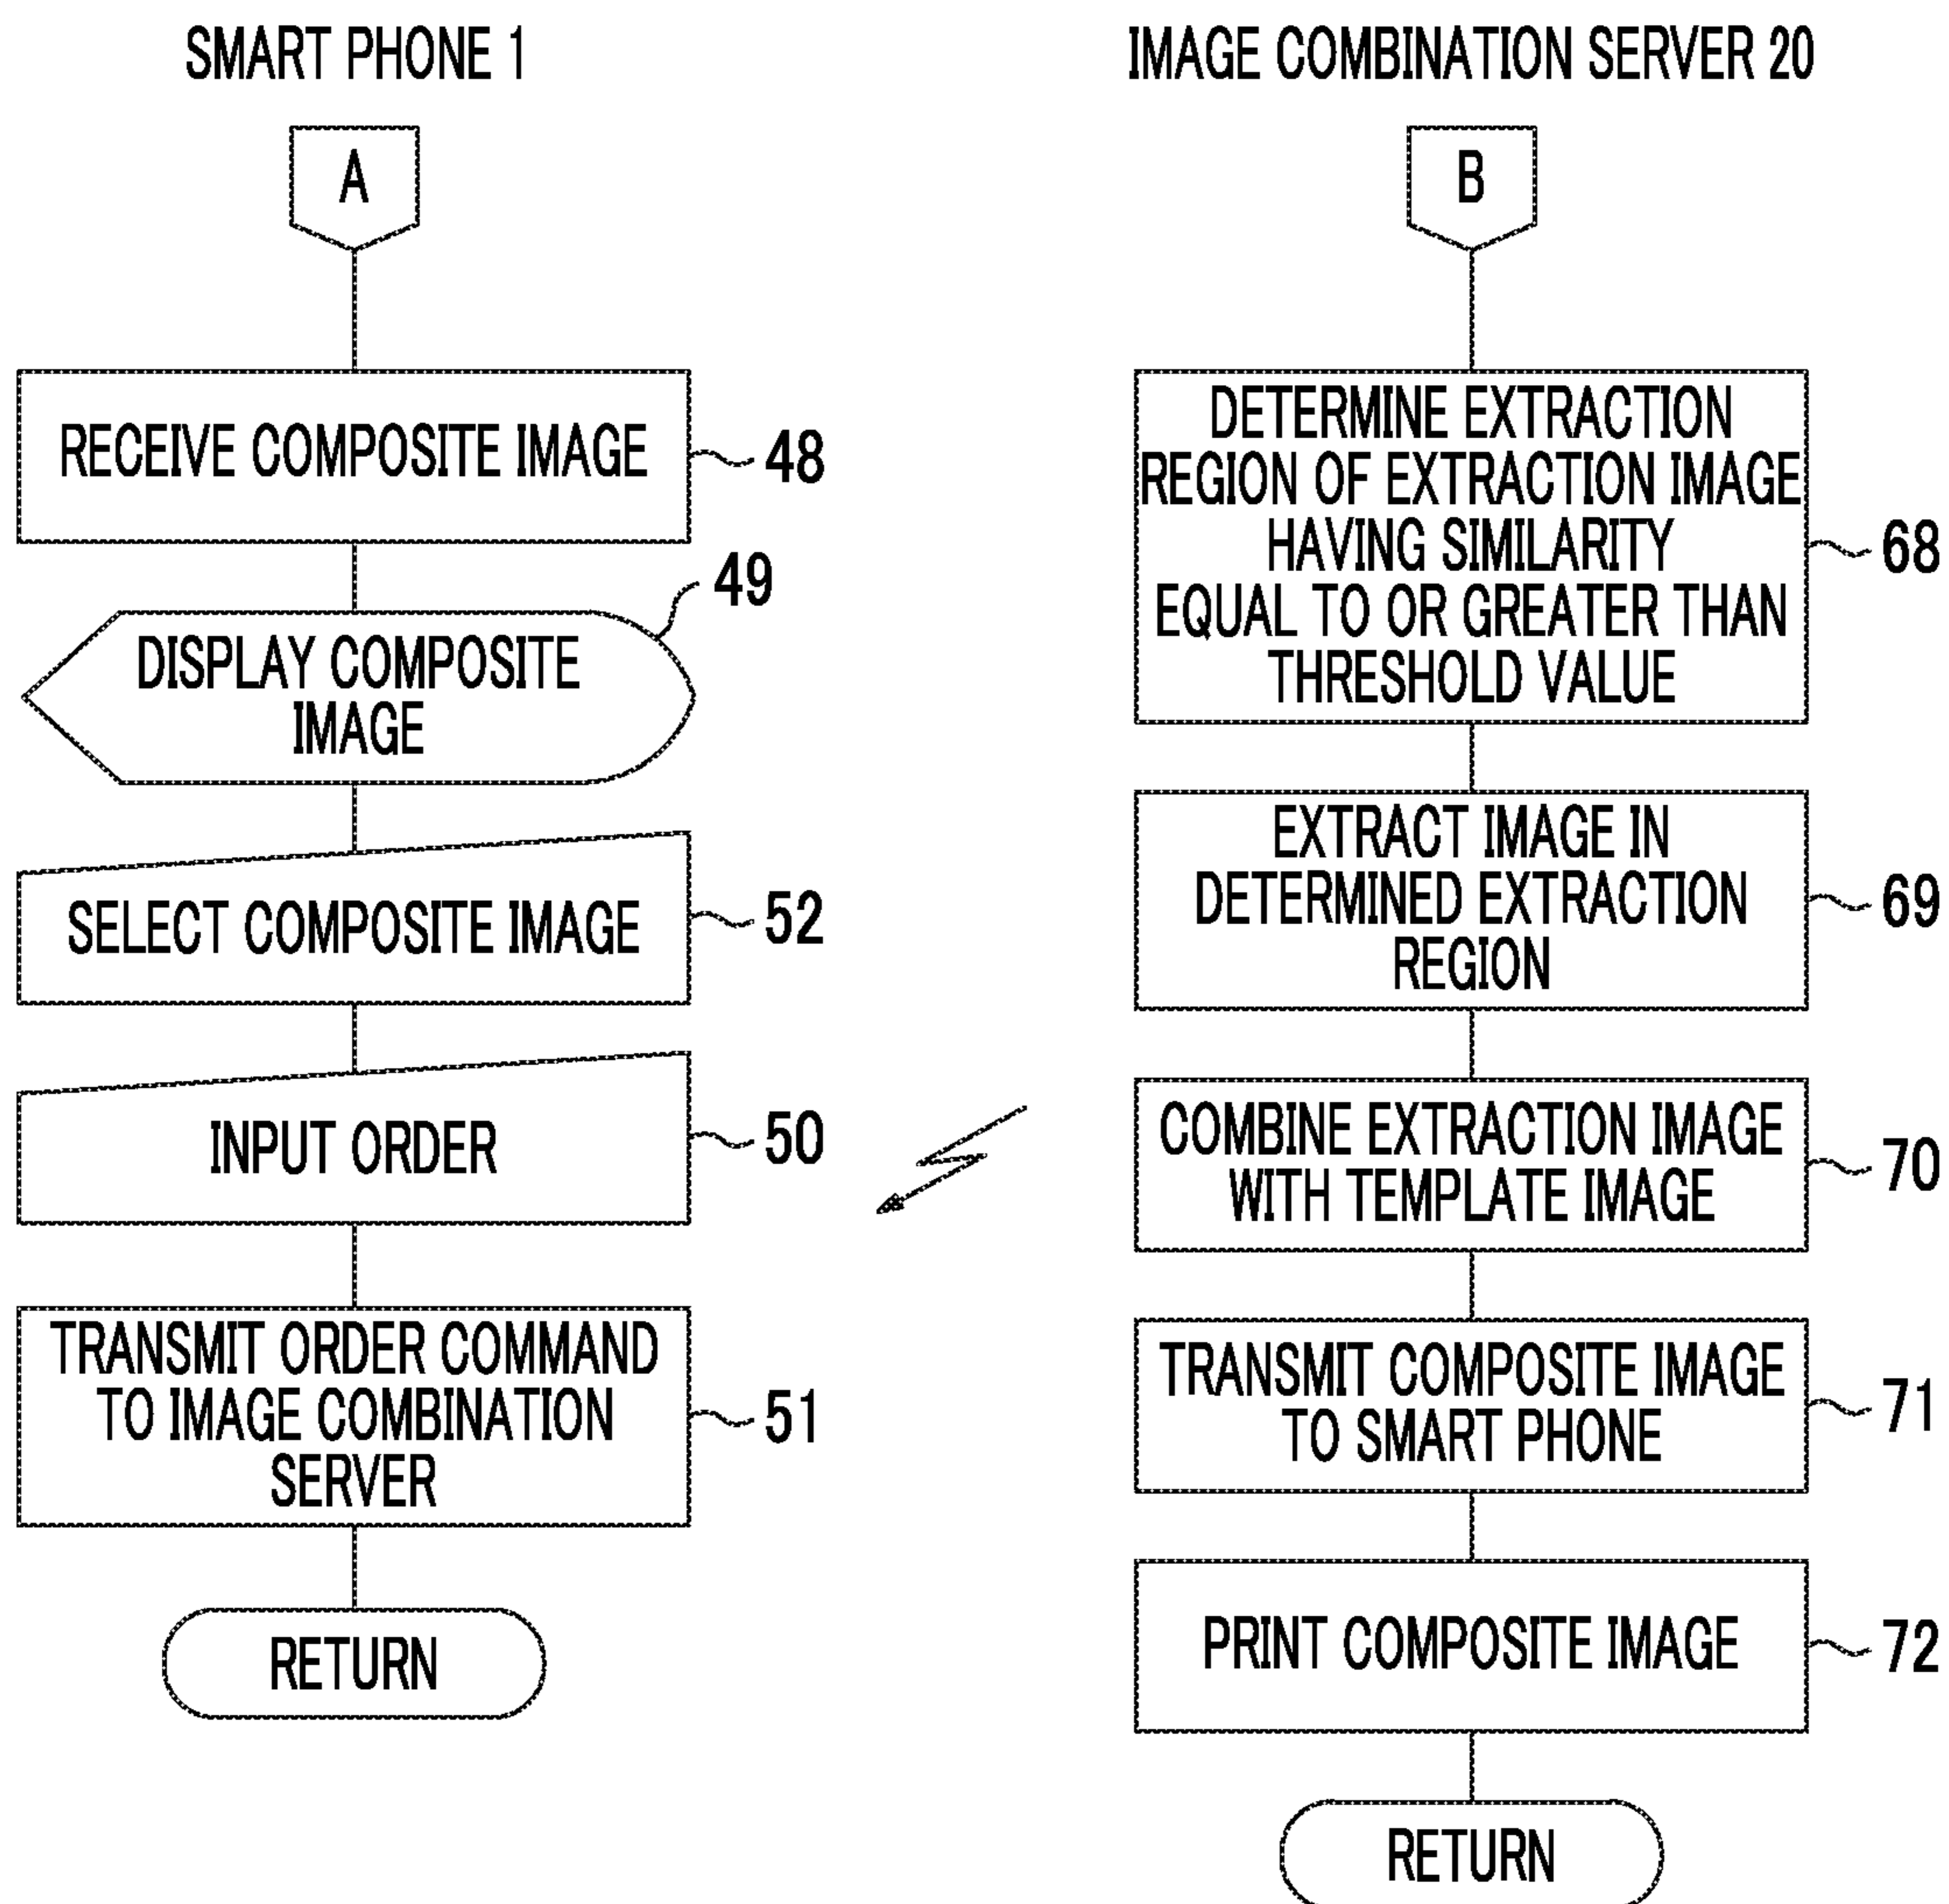 SMART PHONE 1
A
RECEIVE COMPOSITE IMAGE
48
49
DISPLAY COMPOSITE
IMAGE
SELECT COMPOSITE IMAGE
52
INPUT ORDER
50
TRANSMIT ORDER COMMAND
TO IMAGE COMBINATION
SERVER
51
RETURN
IMAGE COMBINATION SERVER 20
B
DETERMINE EXTRACTION
REGION OF EXTRACTION IMAGE
HAVING SIMILARITY
EQUAL TO OR GREATER THAN
THRESHOLD VALUE
68
EXTRACT IMAGE IN
DETERMINED EXTRACTION
REGION
69
COMBINE EXTRACTION IMAGE
WITH TEMPLATE IMAGE
70
TRANSMIT COMPOSITE IMAGE
TO SMART PHONE
71
PRINT COMPOSITE IMAGE
72
RETURN